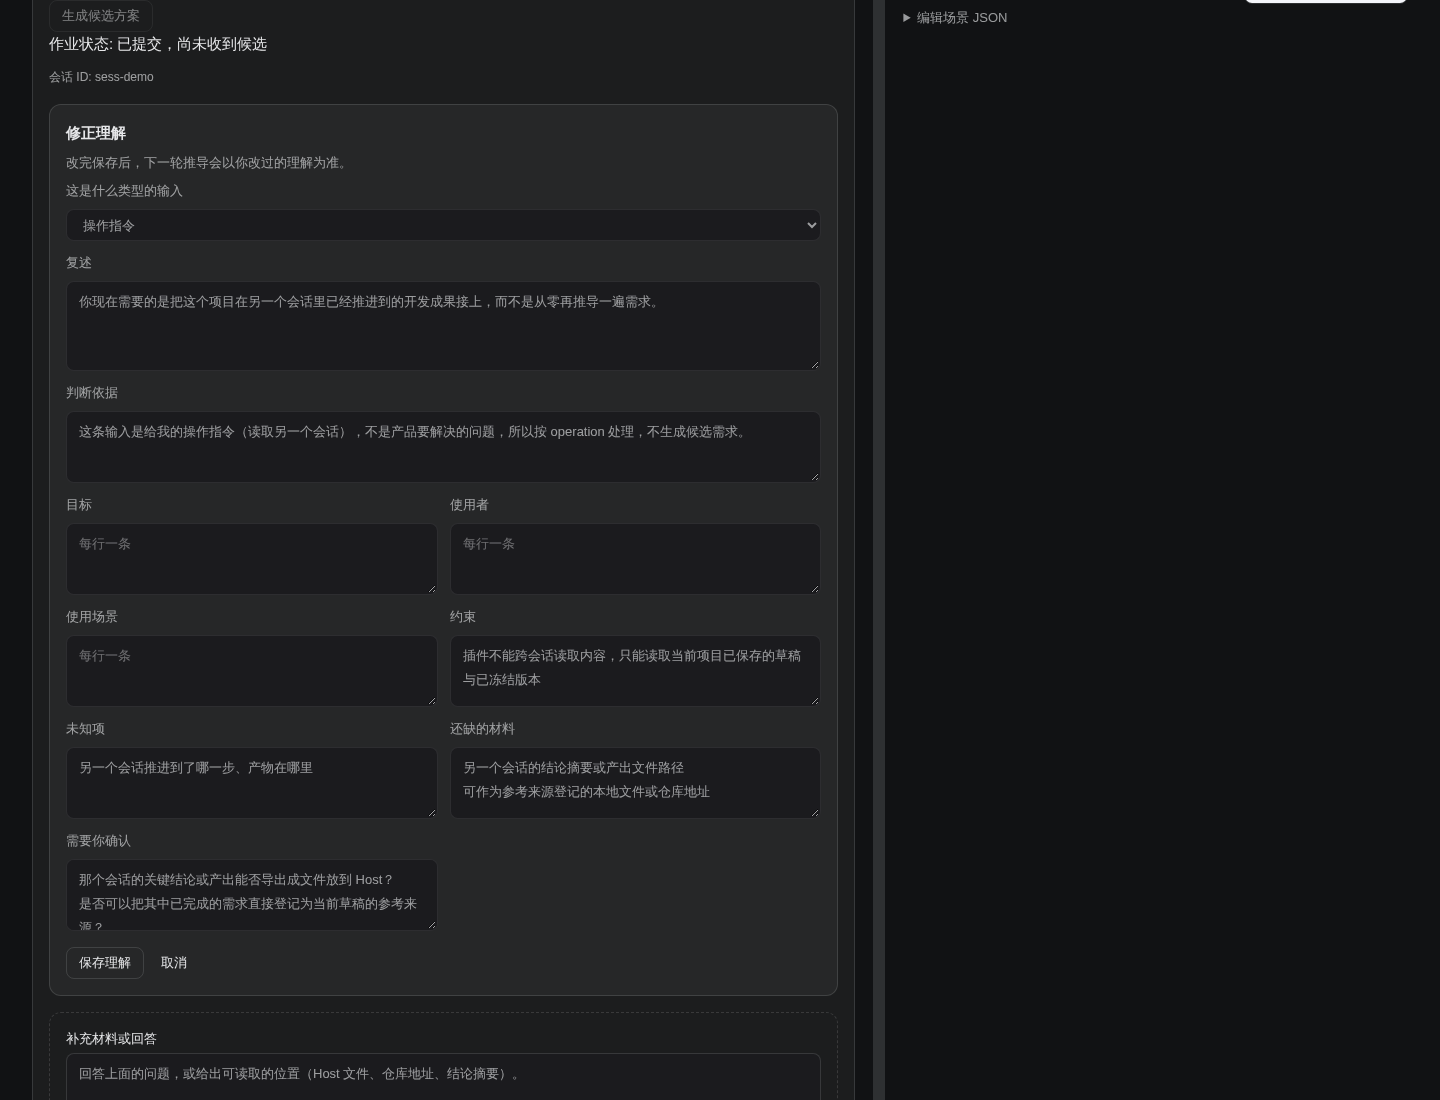 生成候选方案
▶ 编辑场景 JSON
作业状态: 已提交，尚未收到候选
会话 ID: sess-demo
修正理解
改完保存后，下一轮推导会以你改过的理解为准。
这是什么类型的输入
操作指令
复述
你现在需要的是把这个项目在另一个会话里已经推进到的开发成果接上，而不是从零再推导一遍需求。
判断依据
这条输入是给我的操作指令（读取另一个会话），不是产品要解决的问题，所以按 operation 处理，不生成候选需求。
目标
使用者
每行一条
每行一条
使用场景
约束
每行一条
插件不能跨会话读取内容，只能读取当前项目已保存的草稿
与已冻结版本
未知项
还缺的材料
另一个会话推进到了哪一步、产物在哪里
另一个会话的结论摘要或产出文件路径
可作为参考来源登记的本地文件或仓库地址
需要你确认
那个会话的关键结论或产出能否导出成文件放到 Host？
是否可以把其中已完成的需求直接登记为当前草稿的参考来
源？
保存理解
取消
补充材料或回答
回答上面的问题，或给出可读取的位置（Host 文件、仓库地址、结论摘要）。